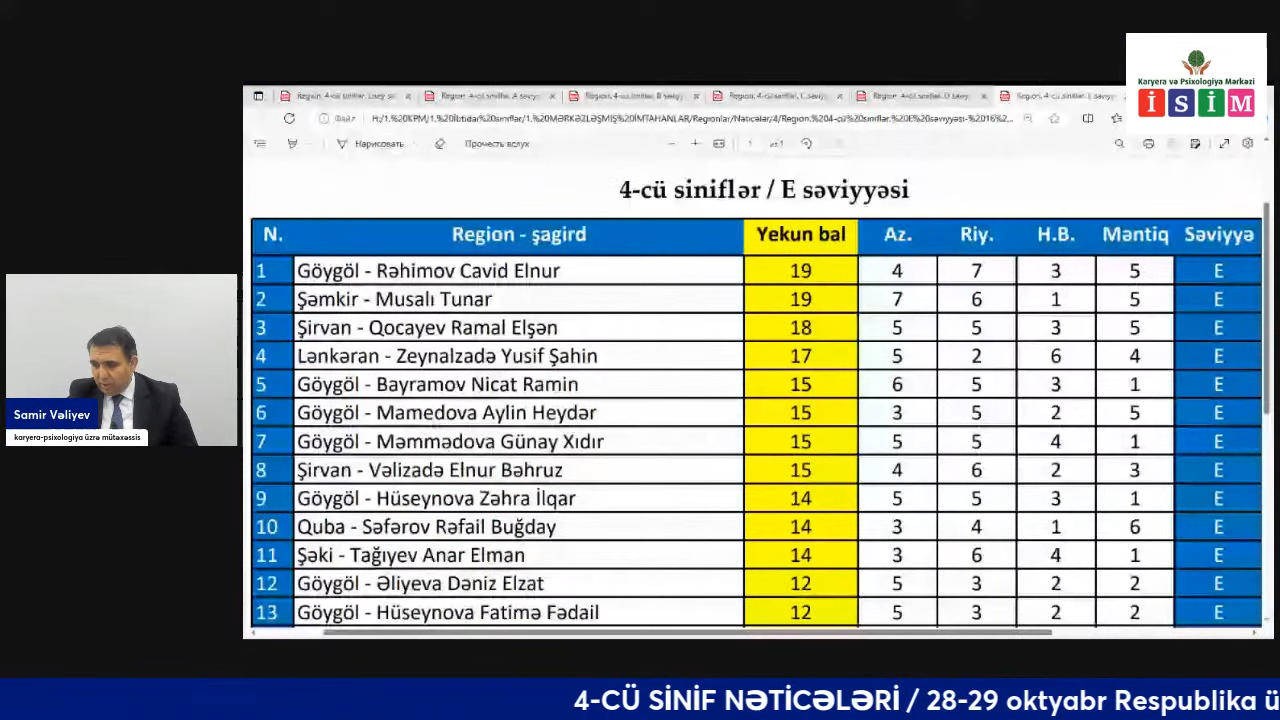 Karyera və Psixologiya Mərkəzi
İSİM
Файл
Нарисовать
Прочесть вслух
4-cü siniflər / E səviyyəsi
N. Region - şagird Yekun bal Az. Riy. H.B. Məntiq Səviyyə
1 Göygöl - Rəhimov Cavid Elnur 19 4 7 3 5 E
2 Şəmkir - Musalı Tunar 19 7 6 1 5 E
3 Şirvan - Qocayev Ramal Elşən 18 5 5 3 5 E
4 Lənkəran - Zeynalzadə Yusif Şahin 17 5 2 6 4 E
5 Göygöl - Bayramov Nicat Ramin 15 6 5 3 1 E
6 Göygöl - Mamedova Aylin Heydər 15 3 5 2 5 E
7 Göygöl - Məmmədova Günay Xıdır 15 5 5 4 1 E
8 Şirvan - Vəlizadə Elnur Bəhruz 15 4 6 2 3 E
9 Göygöl - Hüseynova Zəhra İlqar 14 5 5 3 1 E
10 Quba - Səfərov Rəfail Buğday 14 3 4 1 6 E
11 Şəki - Tağıyev Anar Elman 14 3 6 4 1 E
12 Göygöl - Əliyeva Dəniz Elzat 12 5 3 2 2 E
13 Göygöl - Hüseynova Fatimə Fədail 12 5 3 2 2 E
Samir Vəliyev
karyera-psixologiya üzrə mütəxəssis
4-CÜ SİNİF NƏTİCƏLƏRİ / 28-29 oktyabr Respublika ü